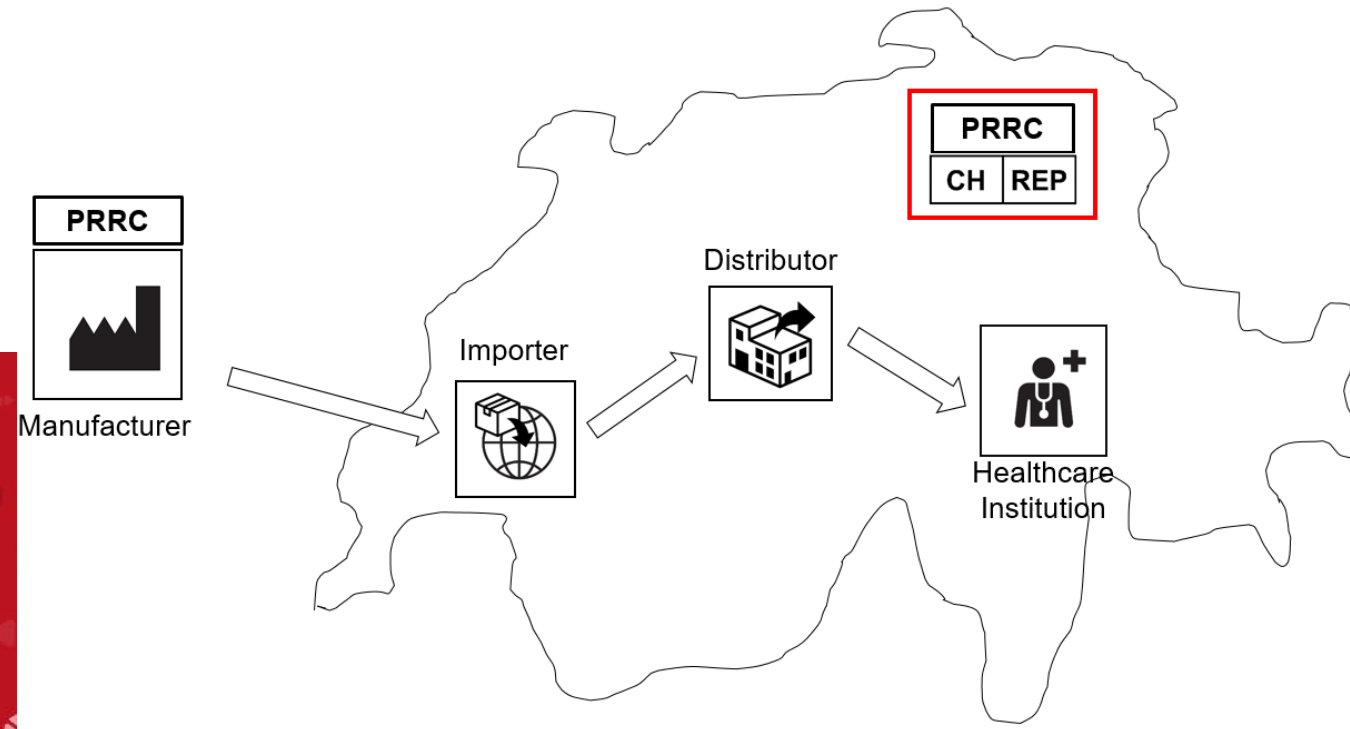 PRRC
CH REP
PRRC
Manufacturer
Importer
Distributor
Healthcare
Institution